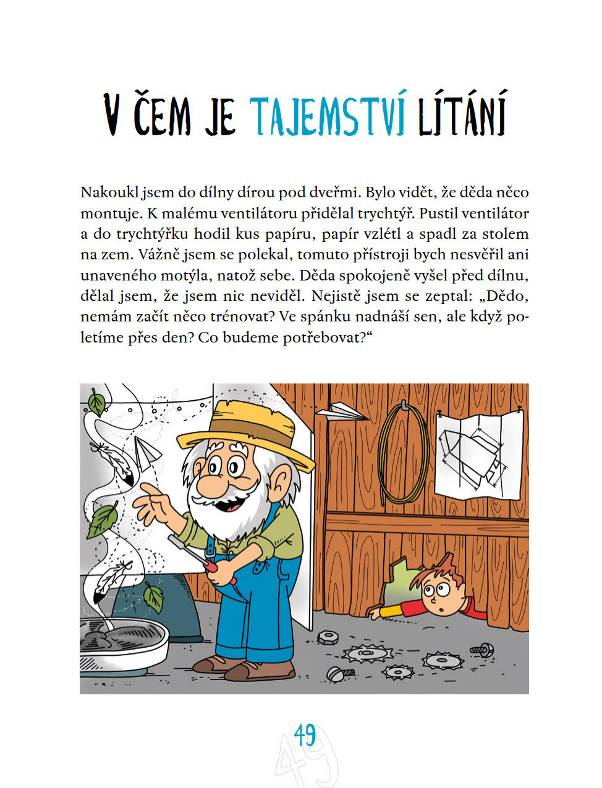 V ČEM JE TAJEMSTVÍ LÍTÁNÍ
Nakoukl jsem do dílny dírou pod dveřmi. Bylo vidět, že děda něco
montuje. K malému ventilátoru přidělal trychtýř. Pustil ventilátor
a do trychtýřku hodil kus papíru, papír vzlétl a spadl za stolem
na zem. Vážně jsem se polekal, tomuto přístroji bych nesvěřil ani
unaveného motýla, natož sebe. Děda spokojeně vyšel před dílnu,
dělal jsem, že jsem nic neviděl. Nejistě jsem se zeptal: „Dědo,
nemám začít něco trénovat? Ve spánku nadnáší sen, ale když po-
letíme přes den? Co budeme potřebovat?“
49
49